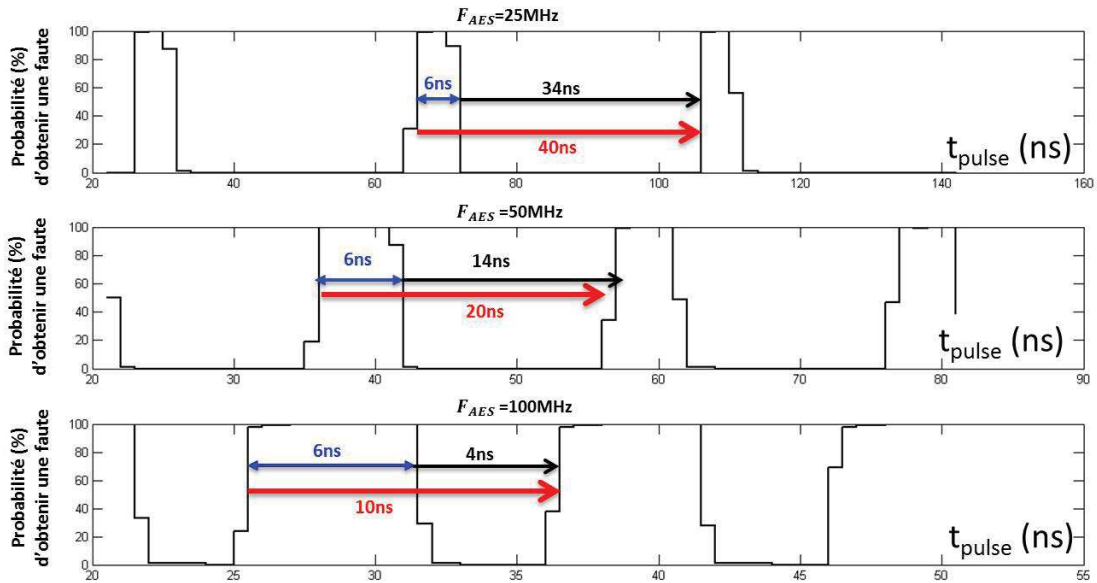 F_AES=25MHz
Probabilité (%)
d'obtenir une faute
100
80
60
40
20
0
6ns
34ns
40ns
t_pulse (ns)
20 40 60 80 100 120 140 160
F_AES =50MHz
Probabilité (%)
d'obtenir une faute
100
80
60
40
20
0
6ns
14ns
20ns
t_pulse (ns)
20 30 40 50 60 70 80 90
F_AES =100MHz
Probabilité (%)
d'obtenir une faute
100
80
60
40
20
0
6ns
4ns
10ns
t_pulse (ns)
20 25 30 35 40 45 50 55